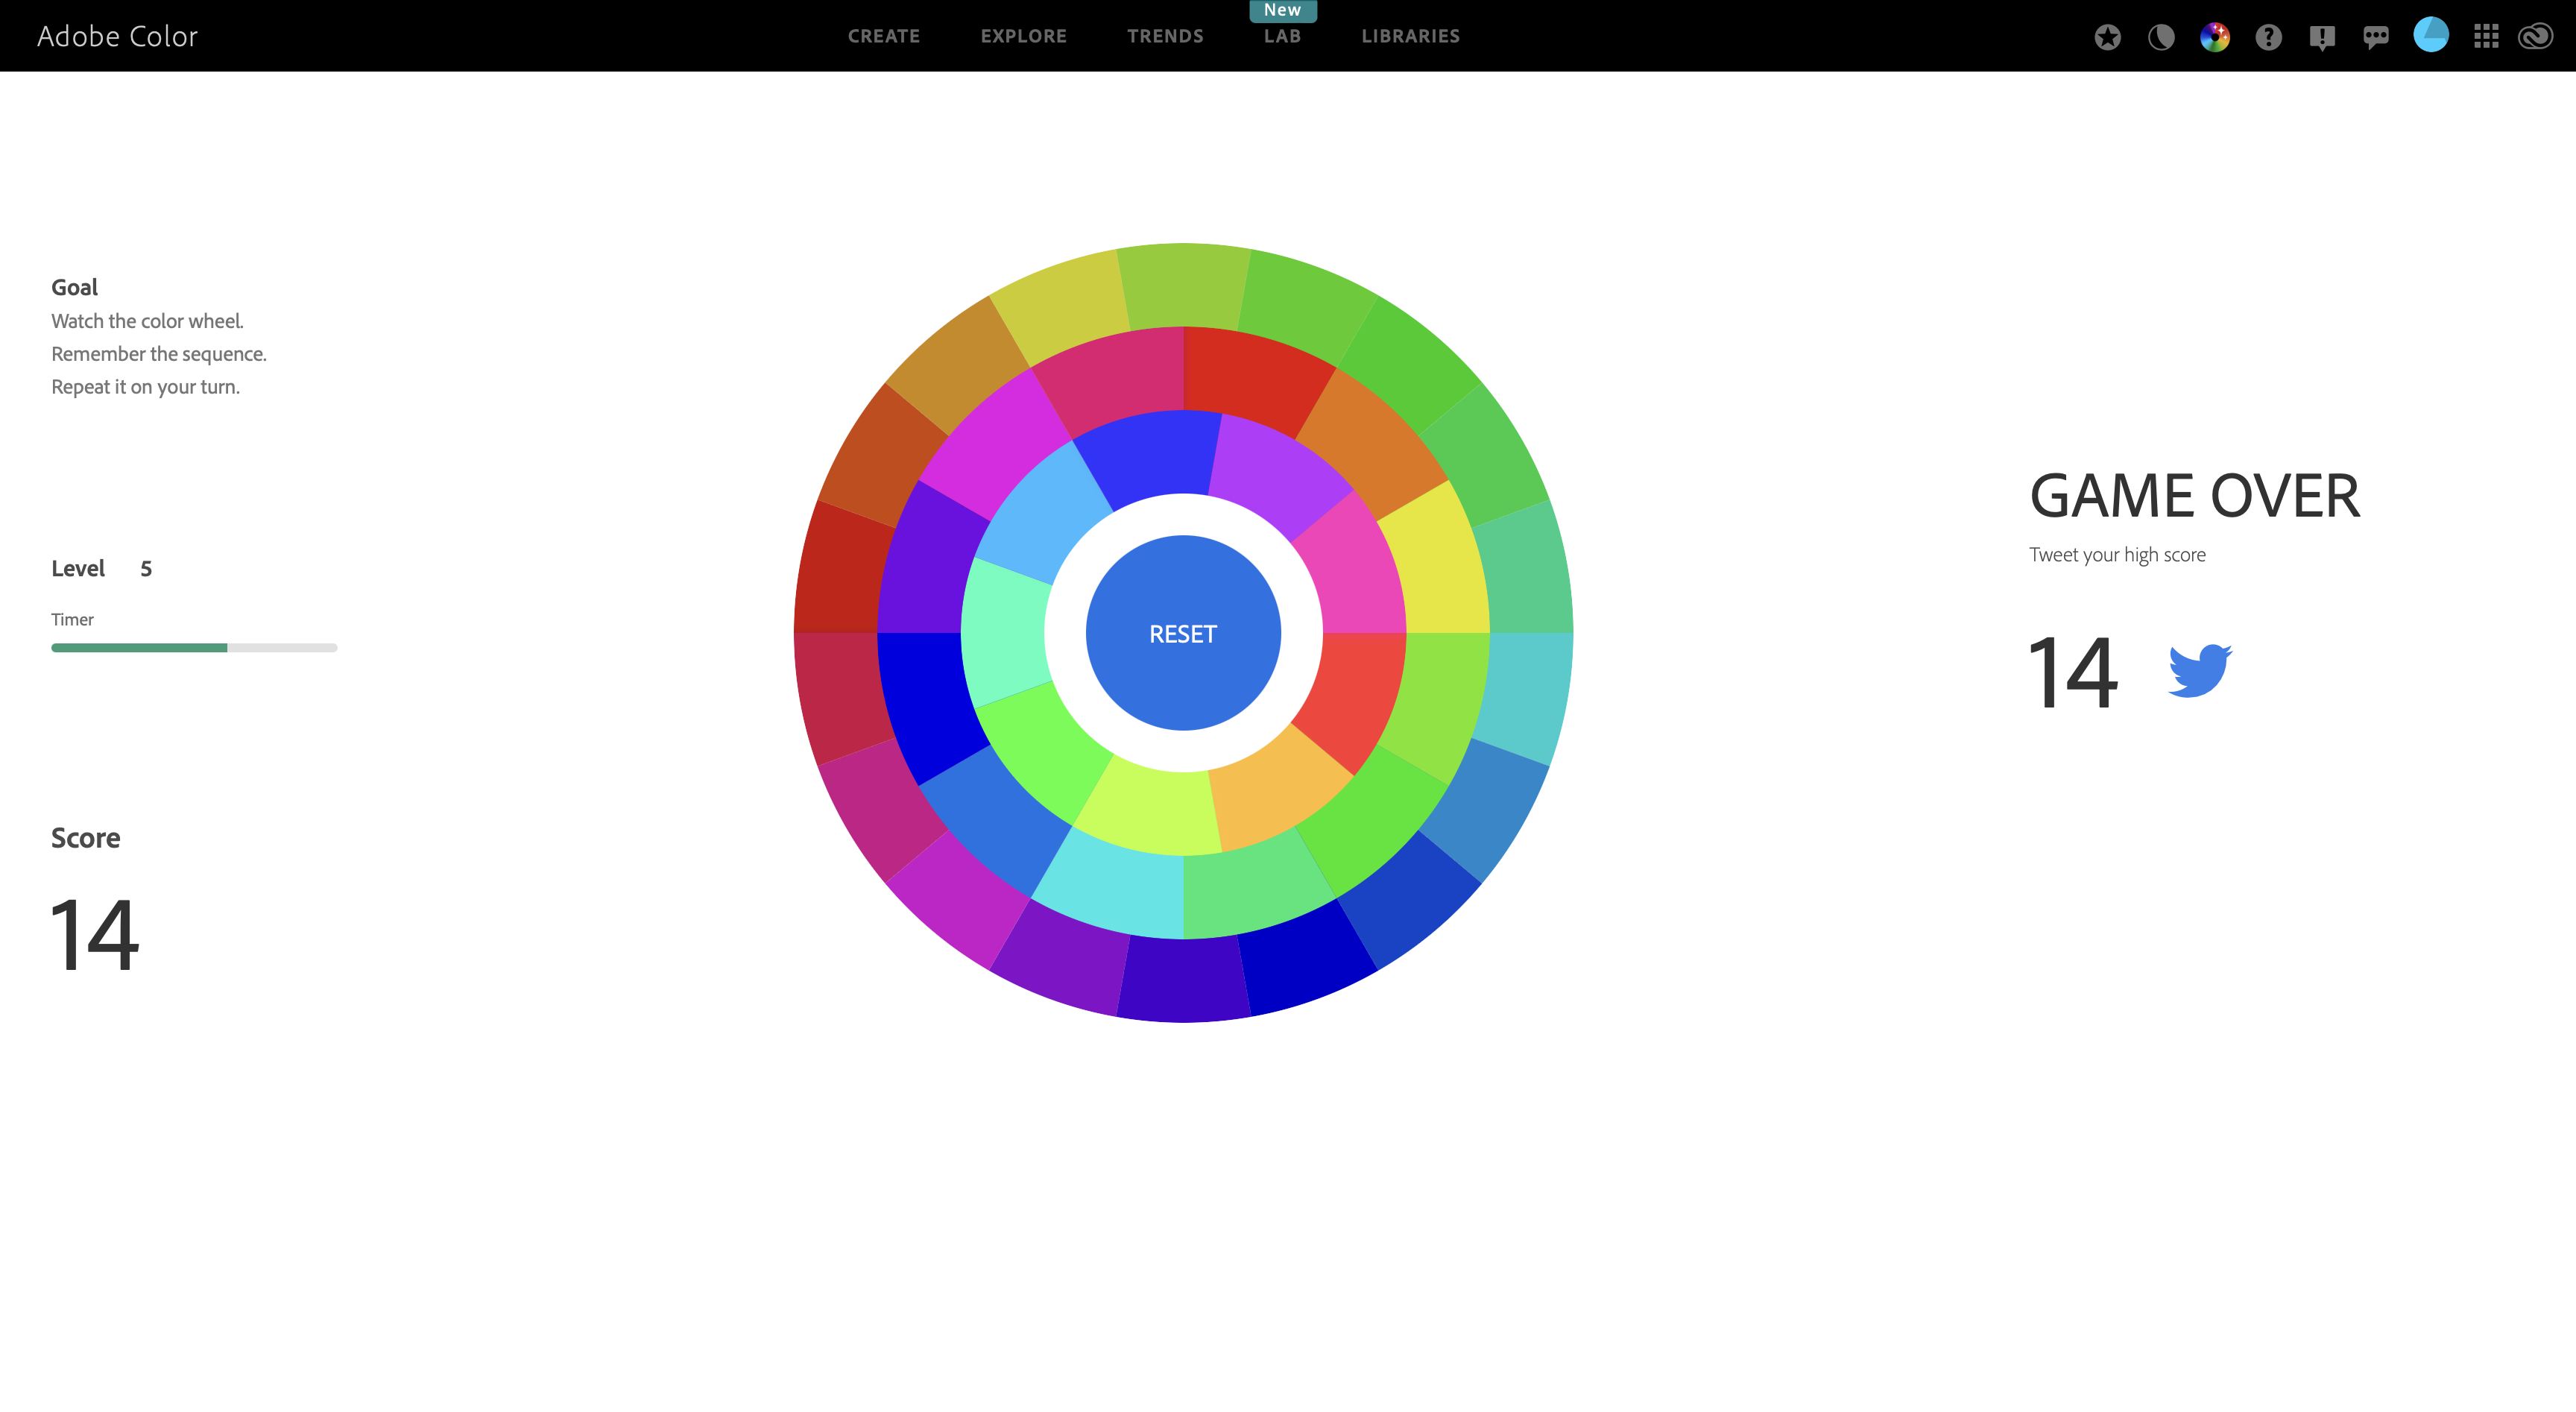 Adobe Color
CREATE
EXPLORE
TRENDS
New
LAB
LIBRARIES
Goal
Watch the color wheel.
Remember the sequence.
Repeat it on your turn.
Level 5
Timer
Score
14
RESET
GAME OVER
Tweet your high score
14